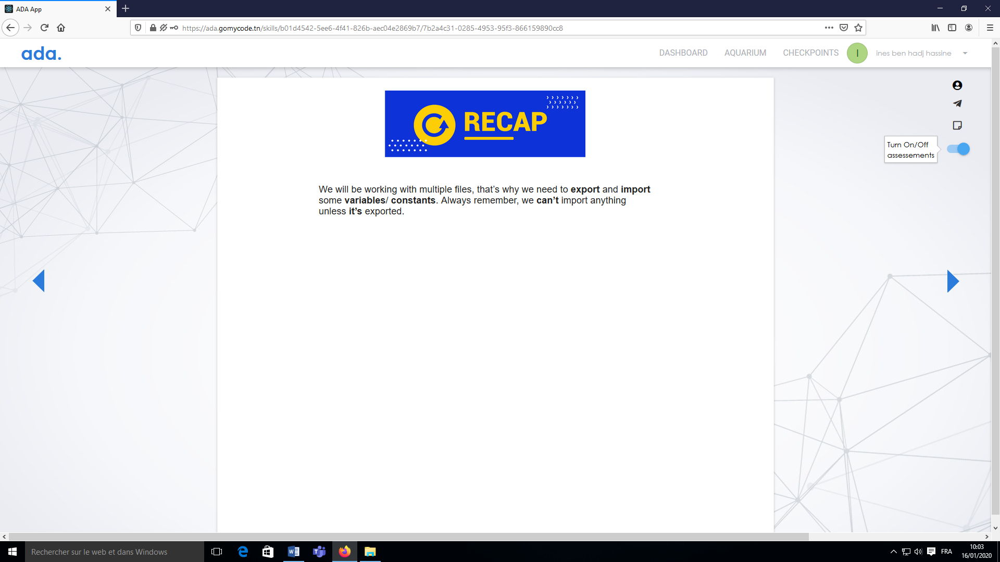 ADA App
https://ada.gomycode.tn/skills/b01d4542-5ee6-4f41-826b-aec04e2869b7/7b2a4c31-0285-4953-95f3-866159890cc8
ada.
DASHBOARD AQUARIUM CHECKPOINTS I ines ben hadj hassine
RECAP
Turn On/Off
assessements
We will be working with multiple files, that’s why we need to export and import
some variables/ constants. Always remember, we can’t import anything
unless it’s exported.
Rechercher sur le web et dans Windows
FRA
10:03
16/01/2020